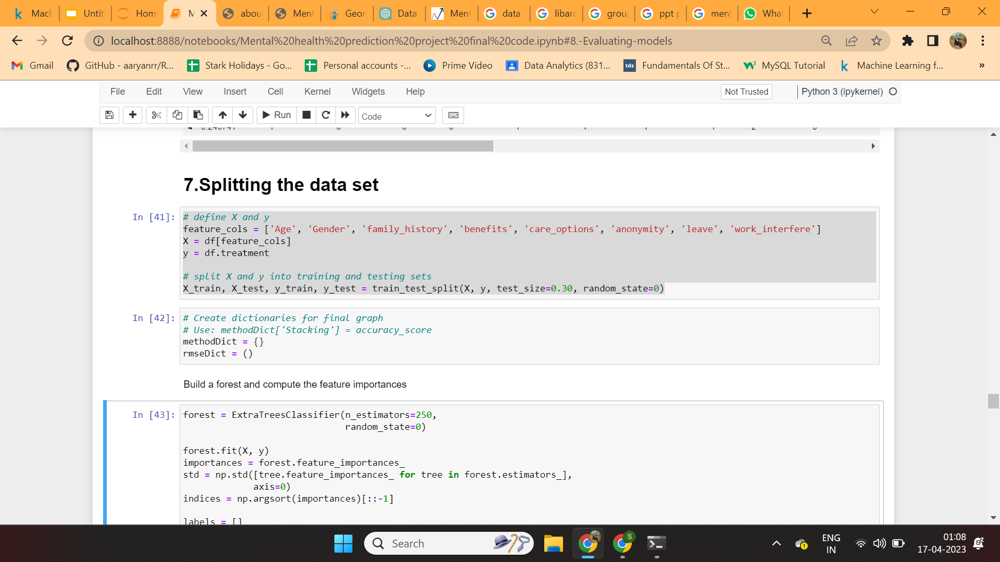 Mach
Untit
Hom
M
abou
Ment
Geor
Data
Ment
data
libara
grou
ppt p
ment
What
localhost:8888/notebooks/Mental%20health%20prediction%20project%20final%20code.ipynb#8.-Evaluating-models
Gmail
GitHub - aaryanrr/R...
Stark Holidays - Go...
Personal accounts -...
Prime Video
Data Analytics (831...
Fundamentals Of St...
MySQL Tutorial
Machine Learning f...
»
File Edit View Insert Cell Kernel Widgets Help
Not Trusted
Python 3 (ipykernel)
Run
Code
7.Splitting the data set
In [41]:
# define X and y
feature_cols = ['Age', 'Gender', 'family_history', 'benefits', 'care_options', 'anonymity', 'leave', 'work_interfere']
X = df[feature_cols]
y = df.treatment
# split X and y into training and testing sets
X_train, X_test, y_train, y_test = train_test_split(X, y, test_size=0.30, random_state=0)
In [42]:
# Create dictionaries for final graph
# Use: methodDict['Stacking'] = accuracy_score
methodDict = {}
rmseDict = ()
Build a forest and compute the feature importances
In [43]:
forest = ExtraTreesClassifier(n_estimators=250,
random_state=0)
forest.fit(X, y)
importances = forest.feature_importances_
std = np.std([tree.feature_importances_ for tree in forest.estimators_],
axis=0)
indices = np.argsort(importances)[::-1]
labels = []
Search
S
ENG
IN
01:08
17-04-2023